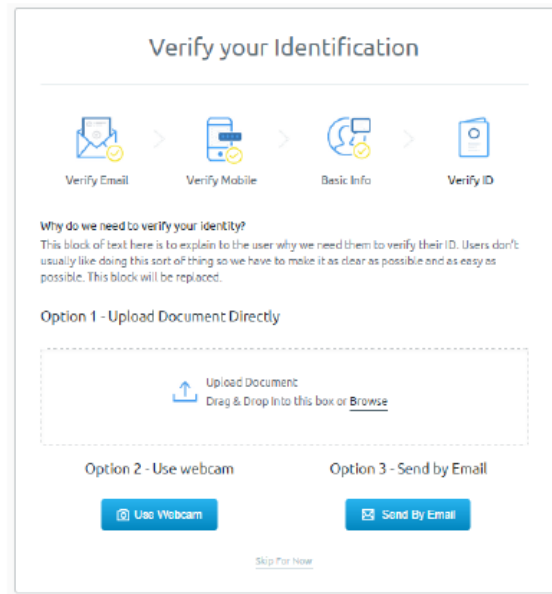 Verify your Identification
Verify Email
Verify Mobile
Basic Info
Verify ID
Why do we need to verify your identity?
This block of text here is to explain to the user why we need them to verify their ID. Users don't
usually like doing this sort of thing so we have to make it as clear as possible and as easy as
possible. This block will be replaced.
Option 1 - Upload Document Directly
Upload Document
Drag & Drop Into this box or Browse
Option 2 - Use webcam
Option 3 - Send by Email
Use Webcam
Send By Email
Skip For Now